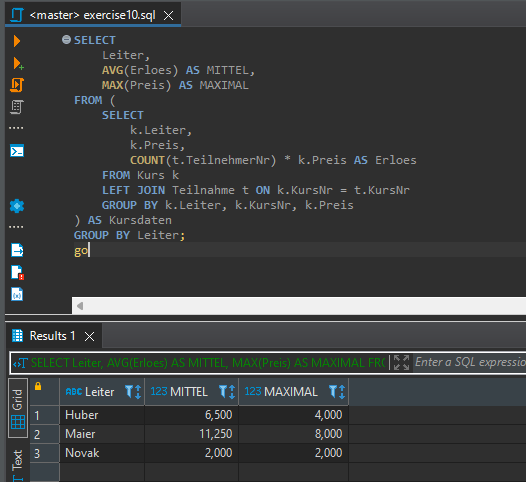 <master> exercise10.sql
SELECT
Leiter,
AVG(Erloes) AS MITTEL,
MAX(Preis) AS MAXIMAL
FROM (
SELECT
k.Leiter,
k.Preis,
COUNT(t.TeilnehmerNr) * k.Preis AS Erloes
FROM Kurs k
LEFT JOIN Teilnahme t ON k.KursNr = t.KursNr
GROUP BY k.Leiter, k.KursNr, k.Preis
) AS Kursdaten
GROUP BY Leiter;
go
Results 1
SELECT Leiter, AVG(Erloes) AS MITTEL, MAX(Preis) AS MAXIMAL FRO Enter a SQL expressio
Grid
Text
ABC Leiter 123 MITTEL 123 MAXIMAL
1 Huber 6,500 4,000
2 Maier 11,250 8,000
3 Novak 2,000 2,000